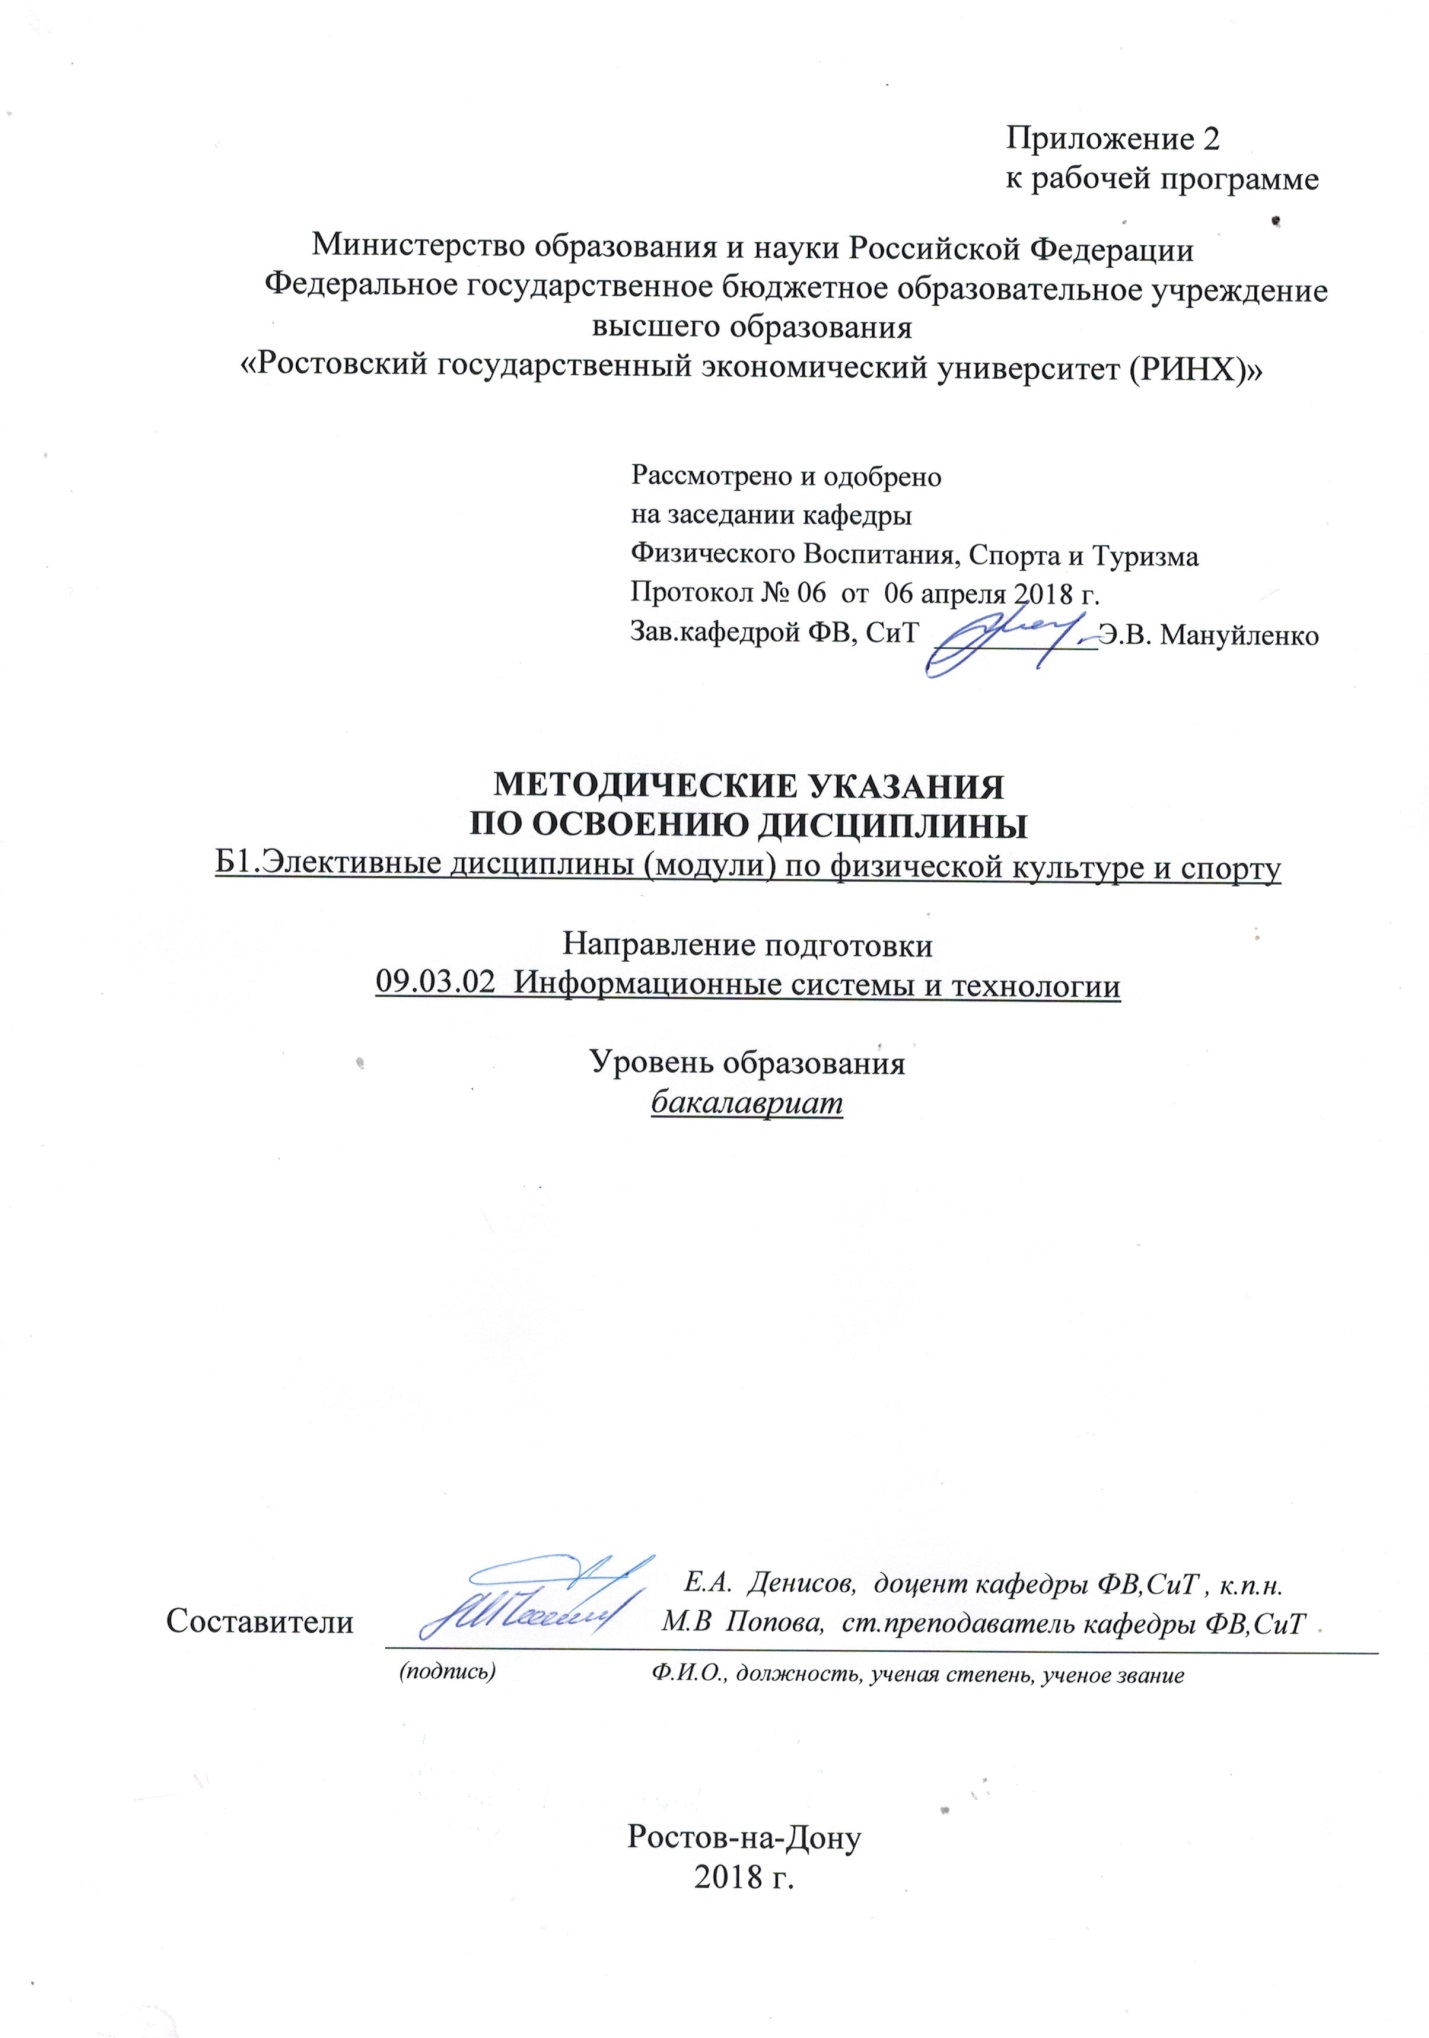 Приложение 2
к рабочей программе
Министерство образования и науки Российской Федерации
Федеральное государственное бюджетное образовательное учреждение
высшего образования
«Ростовский государственный экономический университет (РИНХ)»
Рассмотрено и одобрено
на заседании кафедры
Физического Воспитания, Спорта и Туризма
Протокол № 06 от 06 апреля 2018 г.
Зав.кафедрой ФВ, СиТ ___________Э.В. Мануйленко
МЕТОДИЧЕСКИЕ УКАЗАНИЯ
ПО ОСВОЕНИЮ ДИСЦИПЛИНЫ
Б1.Элективные дисциплины (модули) по физической культуре и спорту
Направление подготовки
09.03.02 Информационные системы и технологии
Уровень образования
бакалавриат
Е.А. Денисов, доцент кафедры ФВ,СиТ , к.п.н.
Составители М.В Попова, ст.преподаватель кафедры ФВ,СиТ
(подпись) Ф.И.О., должность, ученая степень, ученое звание
Ростов-на-Дону
2018 г.